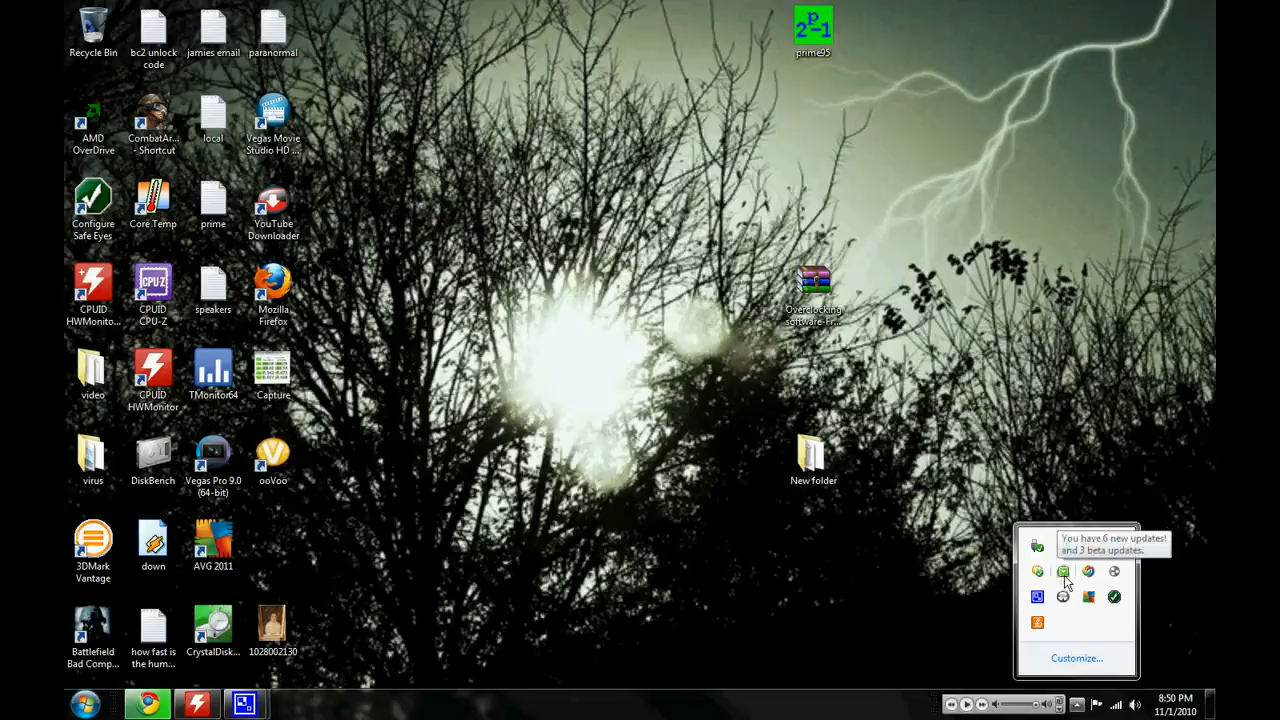 Recycle Bin
bc2 unlock
code
jamies email
paranormal
p
2-1
prime95
AMD
OverDrive
CombatAr...
- Shortcut
local
Vegas Movie
Studio HD ...
Configure
Safe Eyes
Core Temp
prime
YouTube
Downloader
CPUID
HWMonito...
CPUZ
CPUID
CPU-Z
speakers
Mozilla
Firefox
Overclocking
software-Fr...
video
CPUID
HWMonitor
TMonitor64
Capture
virus
DiskBench
Vegas Pro 9.0
(64-bit)
ooVoo
New folder
3DMark
Vantage
down
AVG 2011
You have 6 new updates!
and 3 beta updates.
Battlefield
Bad Comp...
how fast is
the hum...
CrystalDisk...
1028002130
Customize...
8:50 PM
11/1/2010